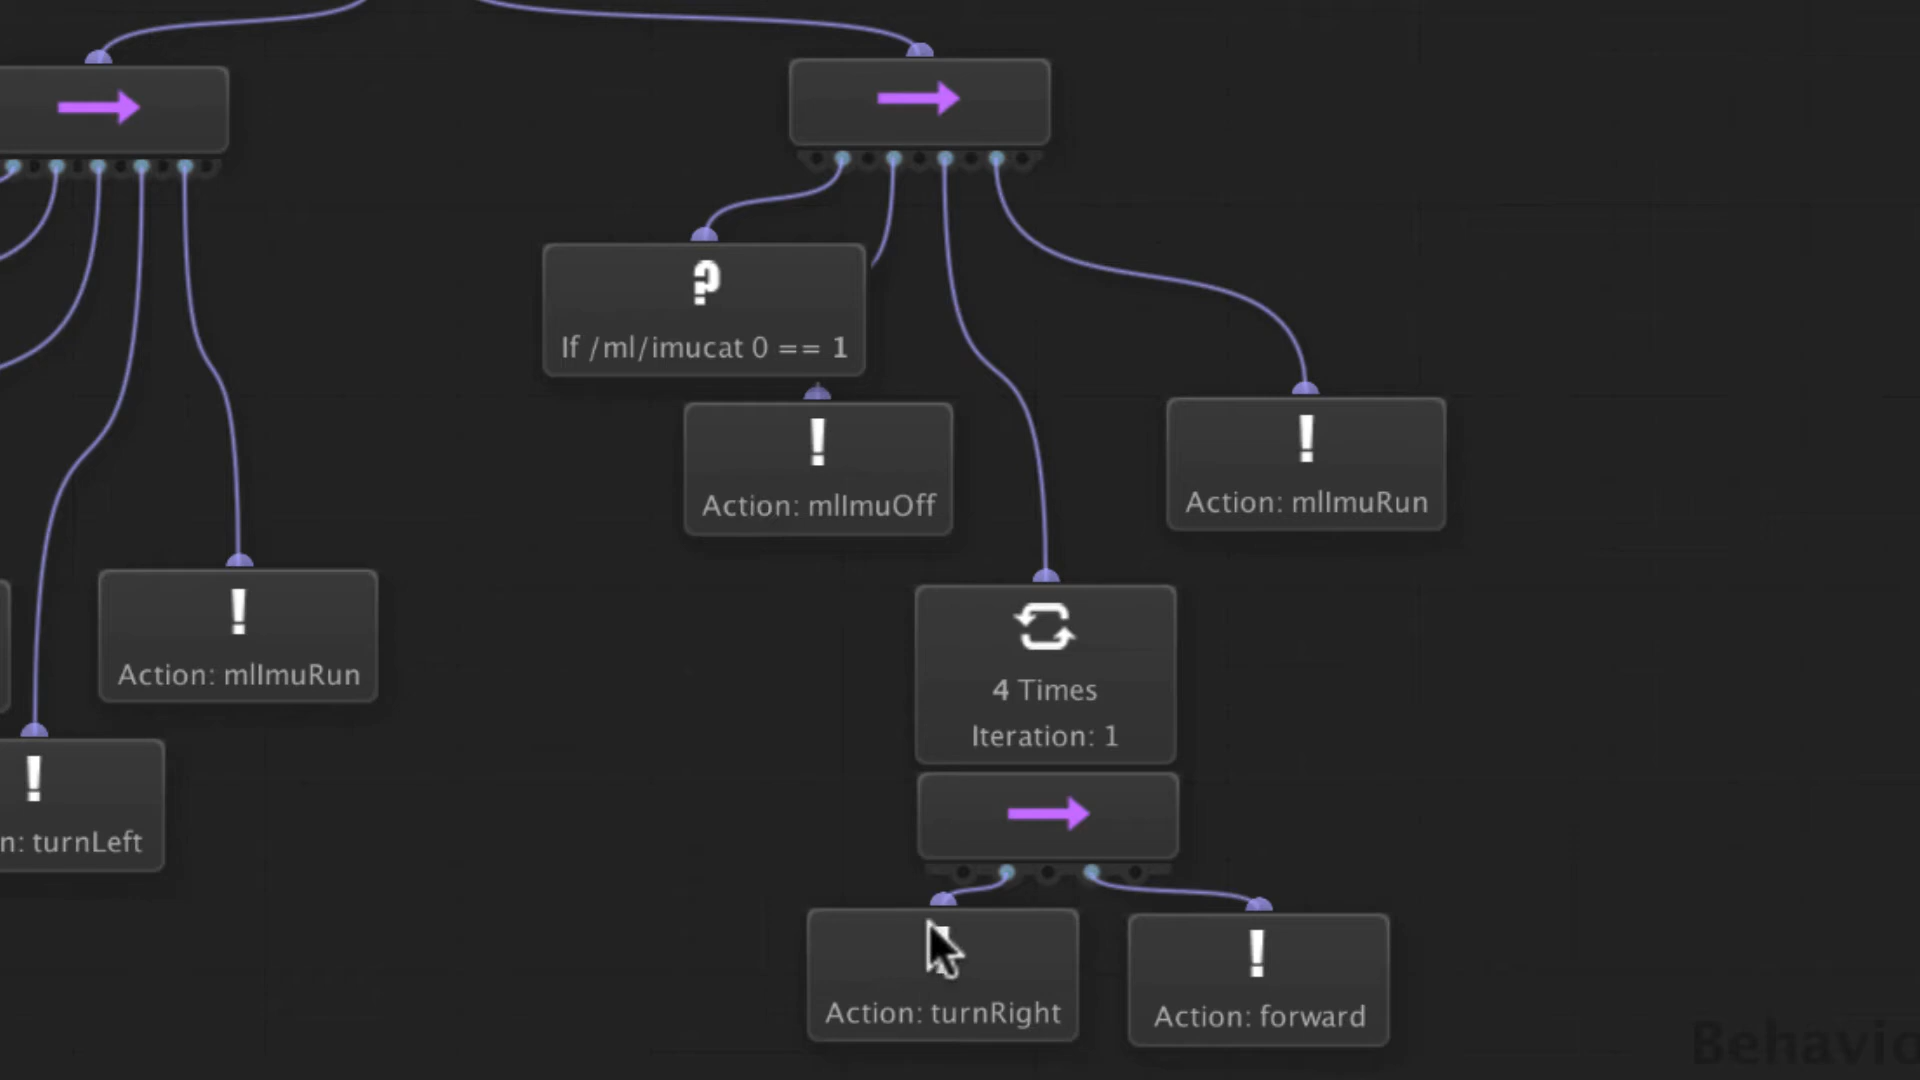 If /ml/imucat 0 == 1
Action: mlImuOff
Action: mlImuRun
Action: mlImuRun
4 Times
Iteration: 1
n: turnLeft
Action: turnRight
Action: forward
Behavio